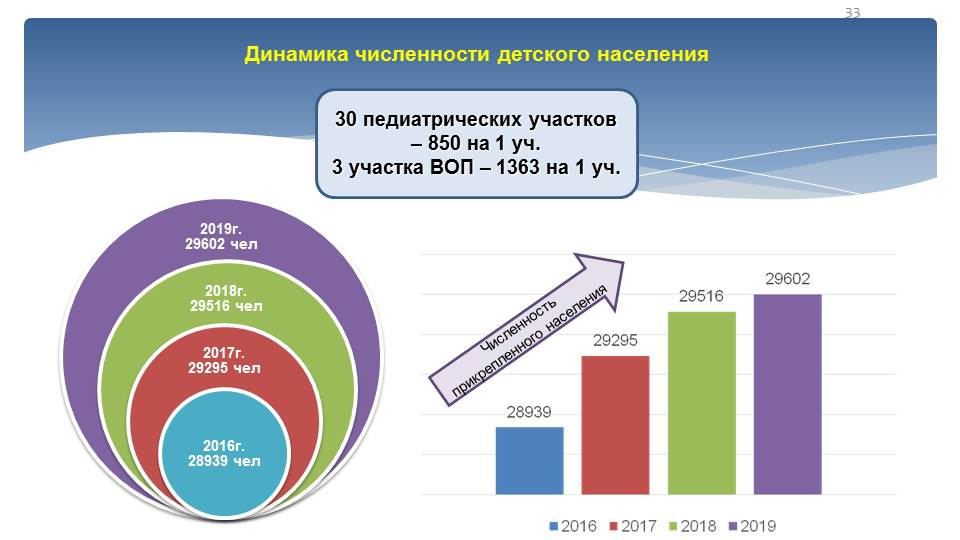 33
Динамика численности детского населения
30 педиатрических участков
– 850 на 1 уч.
3 участка ВОП – 1363 на 1 уч.
2019г.
29602 чел
2018г.
29516 чел
2017г.
29295 чел
2016г.
28939 чел
Численность
прикрепленного населения
28939
29295
29516
29602
2016 2017 2018 2019